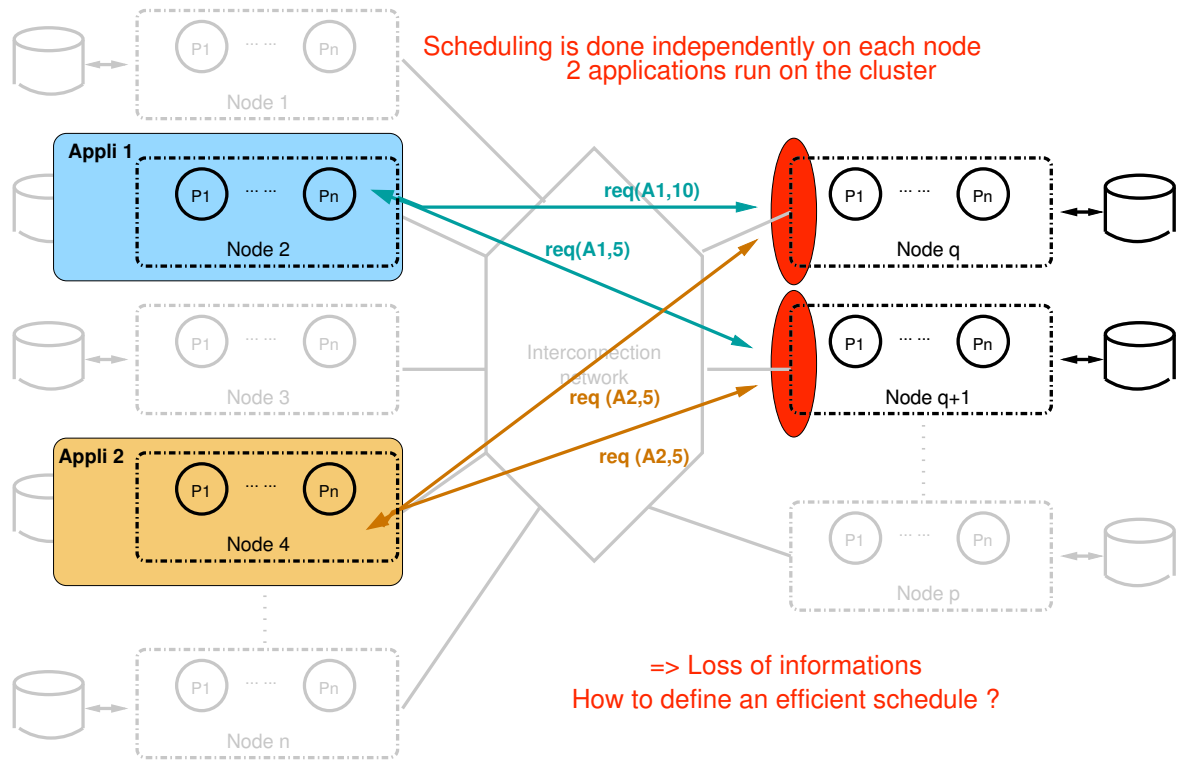 P1 ... ... Pn
Node 1
Scheduling is done independently on each node
2 applications run on the cluster
Appli 1
P1 ... ... Pn
Node 2
req(A1,10)
req(A1,5)
P1 ... ... Pn
Node q
P1 ... ... Pn
Node 3
Interconnection
network
P1 ... ... Pn
Node q+1
req (A2,5)
req (A2,5)
Appli 2
P1 ... ... Pn
Node 4
P1 ... ... Pn
Node p
P1 ... ... Pn
Node n
=> Loss of informations
How to define an efficient schedule ?